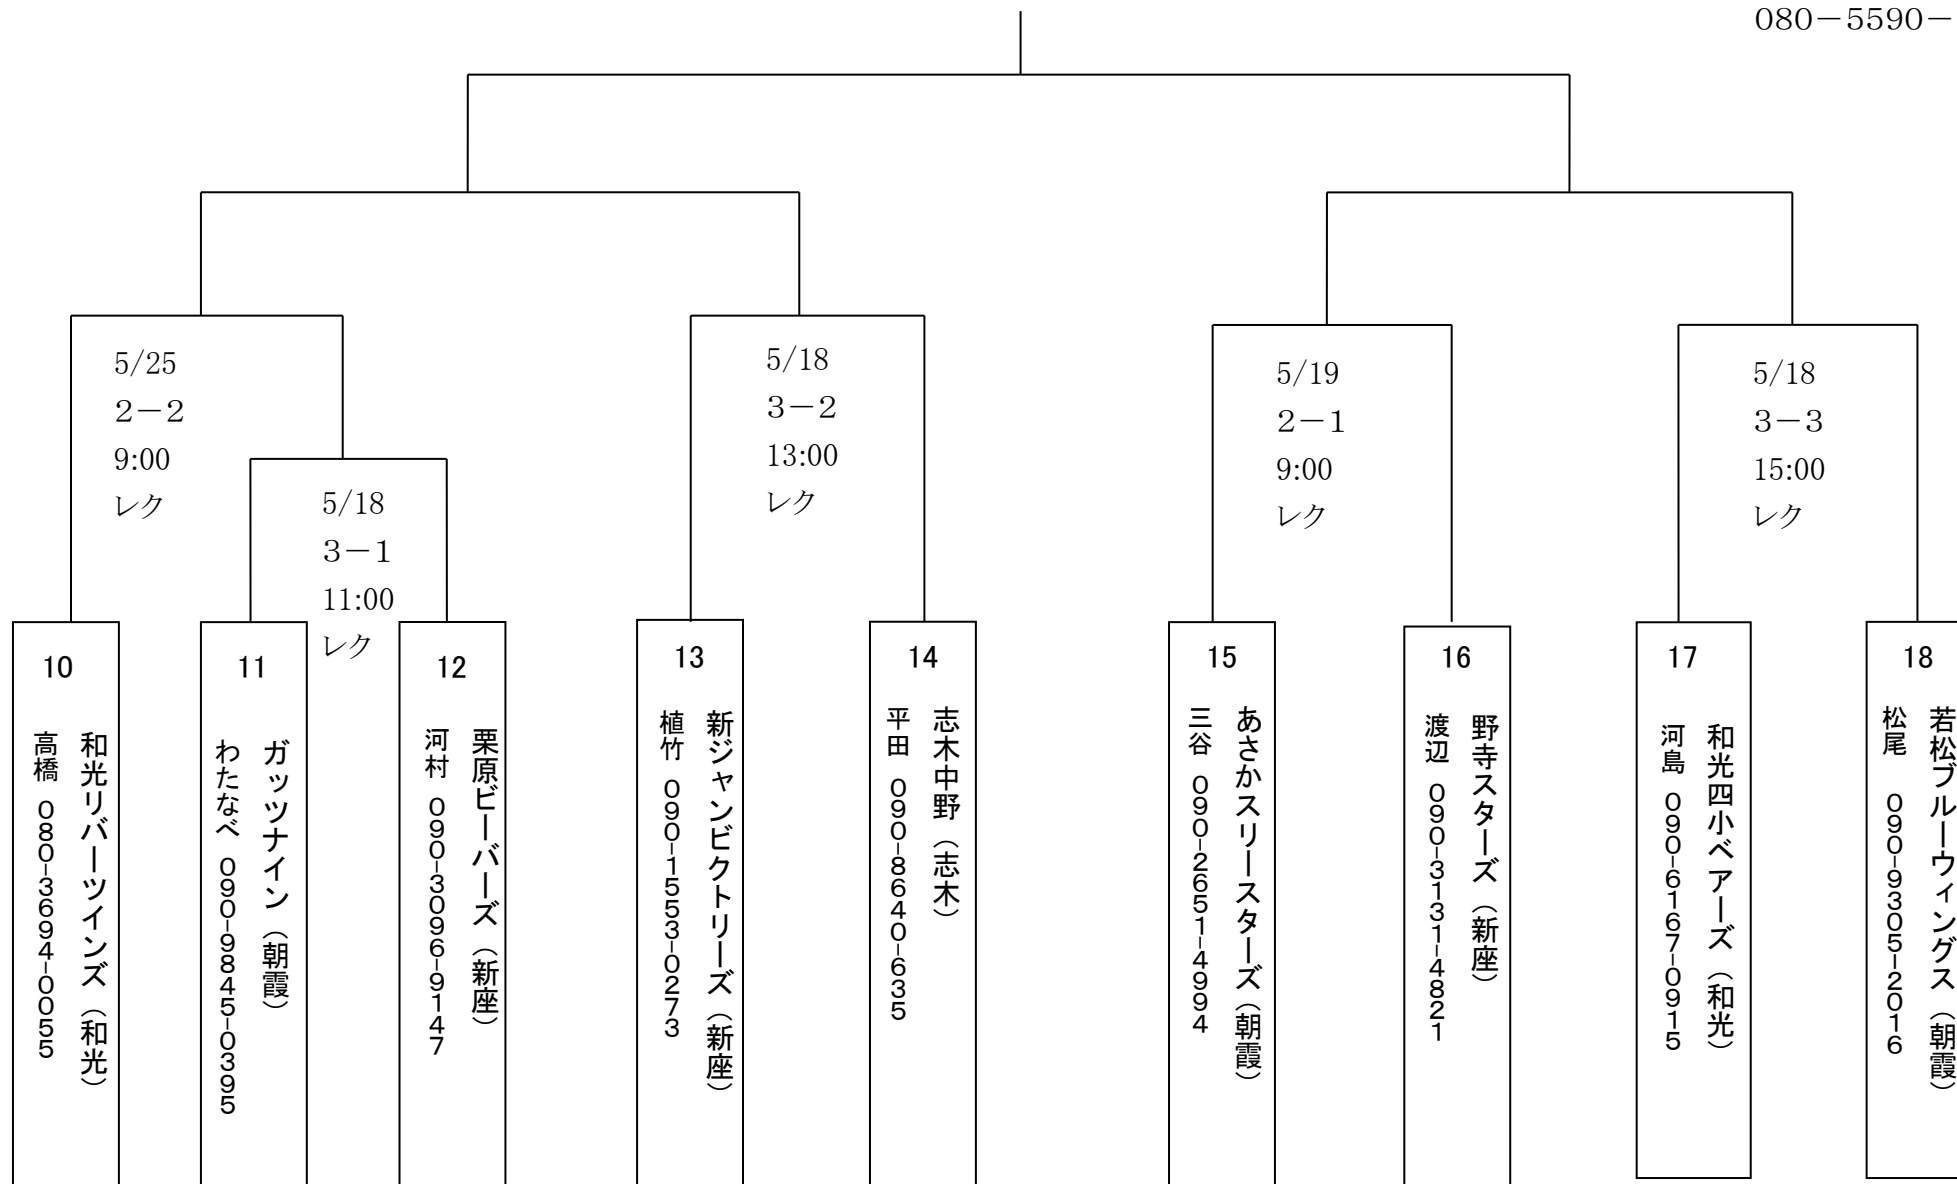 080－5590－
5/25
２－２
9:00
レク
5/18
３－１
11:00
レク
5/18
３－２
13:00
レク
5/19
２－１
9:00
レク
5/18
３－３
15:00
レク
10
和光リバーツインズ（和光）
高橋 080-3694-0055
11
ガッツナイン（朝霞）
わたなべ 090-9845-0395
12
栗原ビーバーズ（新座）
河村 090-3096-9147
13
新ジャンビクトリーズ（新座）
植竹 090-1553-0273
14
志木中野（志木）
平田 090-8640-635
15
あさかスリースターズ（朝霞）
三谷 090-2651-4994
16
野寺スターズ（新座）
渡辺 090-3131-4821
17
和光四小ベアーズ（和光）
河島 090-6167-0915
18
若松ブルーウィングス（朝霞）
松尾 090-9305-2016